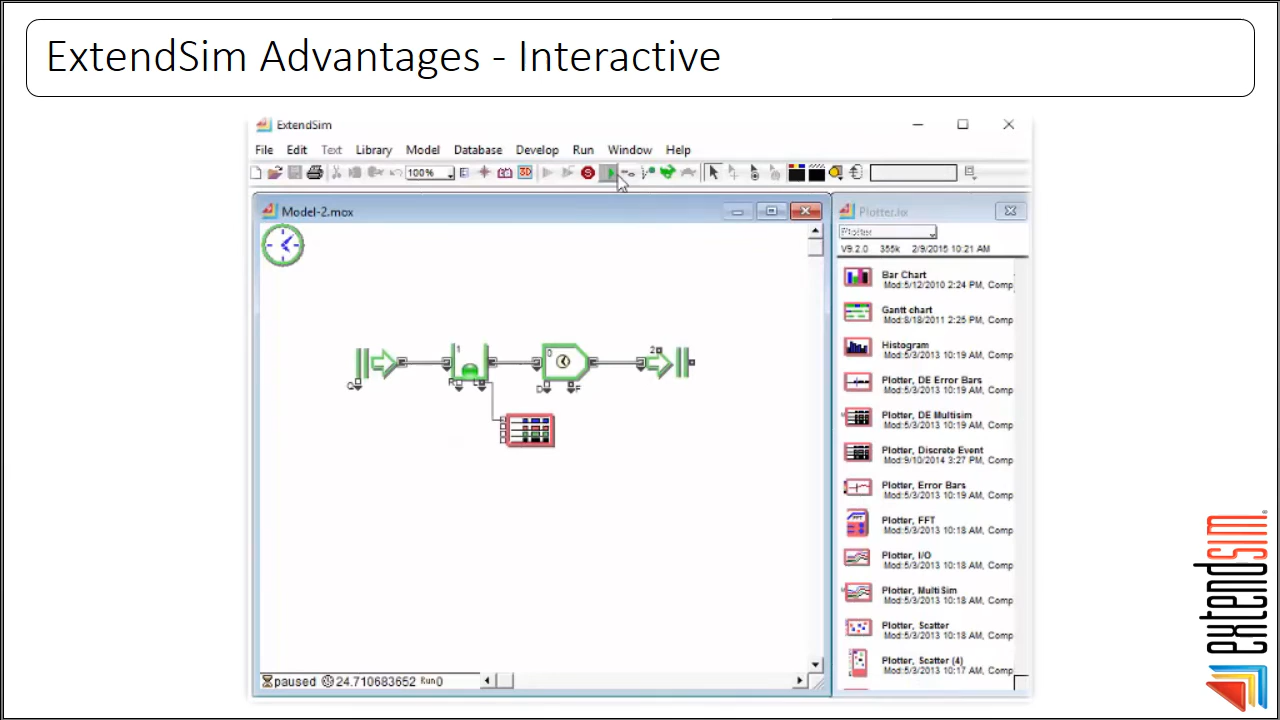 ExtendSim Advantages - Interactive
ExtendSim
File Edit Text Library Model Database Develop Run Window Help
100% 3D
Model-2.mox
Plotter.lix
Plotter
V9.2.0 355k 2/9/2015 10:21 AM
Bar Chart
Mod:5/12/2010 2:24 PM, Comp
Gantt chart
Mod:8/18/2011 2:25 PM, Comp
Histogram
Mod:5/3/2013 10:19 AM, Comp
Plotter, DE Error Bars
Mod:5/3/2013 10:19 AM, Comp
Plotter, DE Multisim
Mod:5/3/2013 10:19 AM, Comp
Plotter, Discrete Event
Mod:9/10/2014 3:27 PM, Comp
Plotter, Error Bars
Mod:5/3/2013 10:19 AM, Comp
Plotter, FFT
Mod:5/3/2013 10:18 AM, Comp
Plotter, I/O
Mod:5/3/2013 10:18 AM, Comp
Plotter, MultiSim
Mod:5/3/2013 10:18 AM, Comp
Plotter, Scatter
Mod:5/3/2013 10:18 AM, Comp
Plotter, Scatter (4)
Mod:5/3/2013 10:17 AM, Comp
1 0 2
Q R L D F
paused 24.710683652 Run0
extendsim